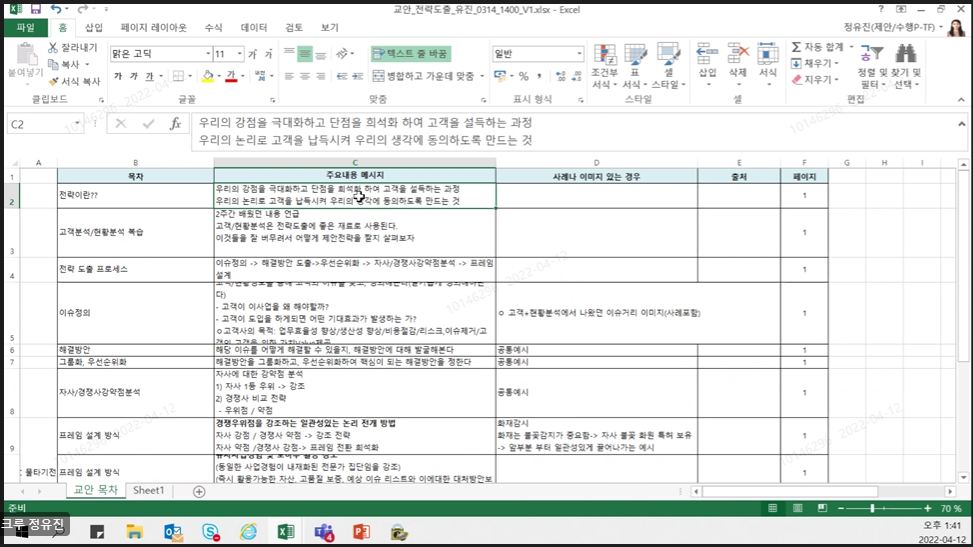 교안_전략도출_유진_0314_1400_V1.xlsx - Excel
파일 홈 삽입 페이지 레이아웃 수식 데이터 검토 보기
정유진(제안/수행P-TF)
붙여넣기
잘라내기
복사
서식 복사
클립보드
맑은 고딕 11
가 가 가
글꼴
텍스트 줄 바꿈
병합하고 가운데 맞춤
맞춤
일반
표시 형식
조건부 서식
표 서식
셀 스타일
스타일
삽입
삭제
서식
셀
자동 합계
채우기
지우기
정렬 및 필터
찾기 및 선택
편집
C2
우리의 강점을 극대화하고 단점을 희석화 하여 고객을 설득하는 과정
우리의 논리로 고객을 납득시켜 우리의 생각에 동의하도록 만드는 것
A B C D E F G H I
1 목차 주요내용 메시지 사례나 이미지 있는 경우 출처 페이지
2 전략이란?? 우리의 강점을 극대화하고 단점을 희석화 하여 고객을 설득하는 과정 1
우리의 논리로 고객을 납득시켜 우리의 생각에 동의하도록 만드는 것
3 고객분석/현황분석 복습 2주간 배웠던 내용 언급 1
고객/현황분석은 전략도출에 좋은 재료로 사용된다.
이것들을 잘 버무려서 어떻게 제안전략을 짤지 살펴보자
4 전략 도출 프로세스 이슈정의 -> 해결방안 도출->우선순위화 -> 자사/경쟁사강약점분석 -> 프레임 설계 1
5 이슈정의
다)
- 고객이 이사업을 왜 해야할까?
- 고객이 도입을 하게되면 어떤 기대효과가 발생하는 가?
ㅇ고객사의 목적: 업무효율성 향상/생산성 향상/비용절감/리스크,이슈제거/고
ㅇ 고객+현황분석에서 나왔던 이슈거리 이미지(사례포함) 1
6 해결방안 해당 이슈를 어떻게 해결할 수 있을지, 해결방안에 대해 발굴해본다 공통예시 1
7 그룹화, 우선순위화 해결방안을 그룹화하고, 우선순위화하여 핵심이 되는 해결방안을 정한다 공통예시 1
8 자사/경쟁사강약점분석 자사에 대한 강약점 분석 공통예시 1
1) 자사 1등 우위 -> 강조
2) 경쟁사 비교 전략
- 우위점 / 약점
9 프레임 설계 방식 경쟁우위점을 강조하는 일관성있는 논리 전개 방법 1
자사 강점 /경쟁사 약점 -> 강조 전략
자사 약점 /경쟁사 강점-> 프레임 전환 희석화
화재감시
화재는 불꽃감지가 중요함-> 자사 불꽃 화원 특허 보유
-> 앞부분 부터 일관성있게 끌어나가는 예시
: 물타기전 프레임 설계 방식 1
(동일한 사업경험이 내재화된 전문가 집단임을 강조)
(즉시 활용가능한 자산, 고품질 보증, 예상 이슈 리스트와 이에대한 대처방안보
교안 목차 Sheet1
준비
70 %
크루 정유진
오후 1:41
2022-04-12
10146296 2022-04-12